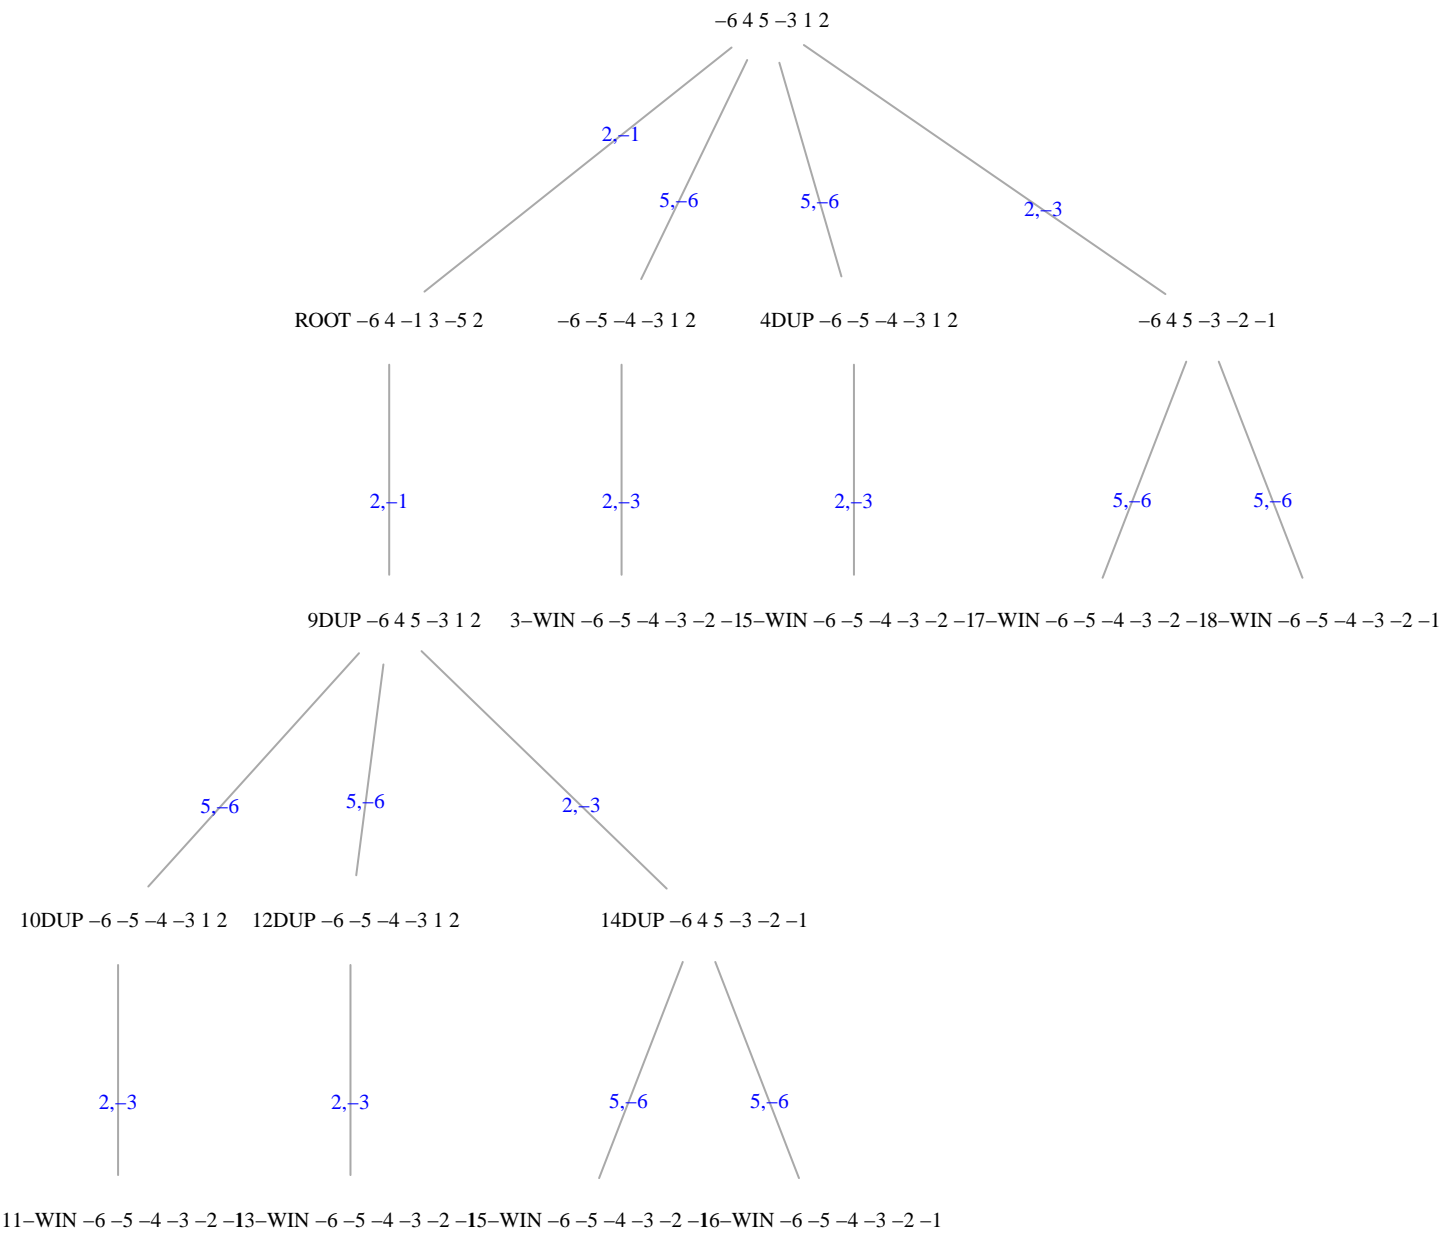 −6 4 5 −3 1 2
2,−1
5,−6 5,−6
2,−3
ROOT −6 4 −1 3 −5 2 −6 −5 −4 −3 1 2 4DUP −6 −5 −4 −3 1 2 −6 4 5 −3 −2 −1
2,−1 2,−3 2,−3 5,−6 5,−6
9DUP −6 4 5 −3 1 2 3−WIN −6 −5 −4 −3 −2 −15−WIN −6 −5 −4 −3 −2 −17−WIN −6 −5 −4 −3 −2 −18−WIN −6 −5 −4 −3 −2 −1
5,−6 5,−6 2,−3
10DUP −6 −5 −4 −3 1 2 12DUP −6 −5 −4 −3 1 2 14DUP −6 4 5 −3 −2 −1
2,−3 2,−3 5,−6 5,−6
11−WIN −6 −5 −4 −3 −2 −13−WIN −6 −5 −4 −3 −2 −15−WIN −6 −5 −4 −3 −2 −16−WIN −6 −5 −4 −3 −2 −1